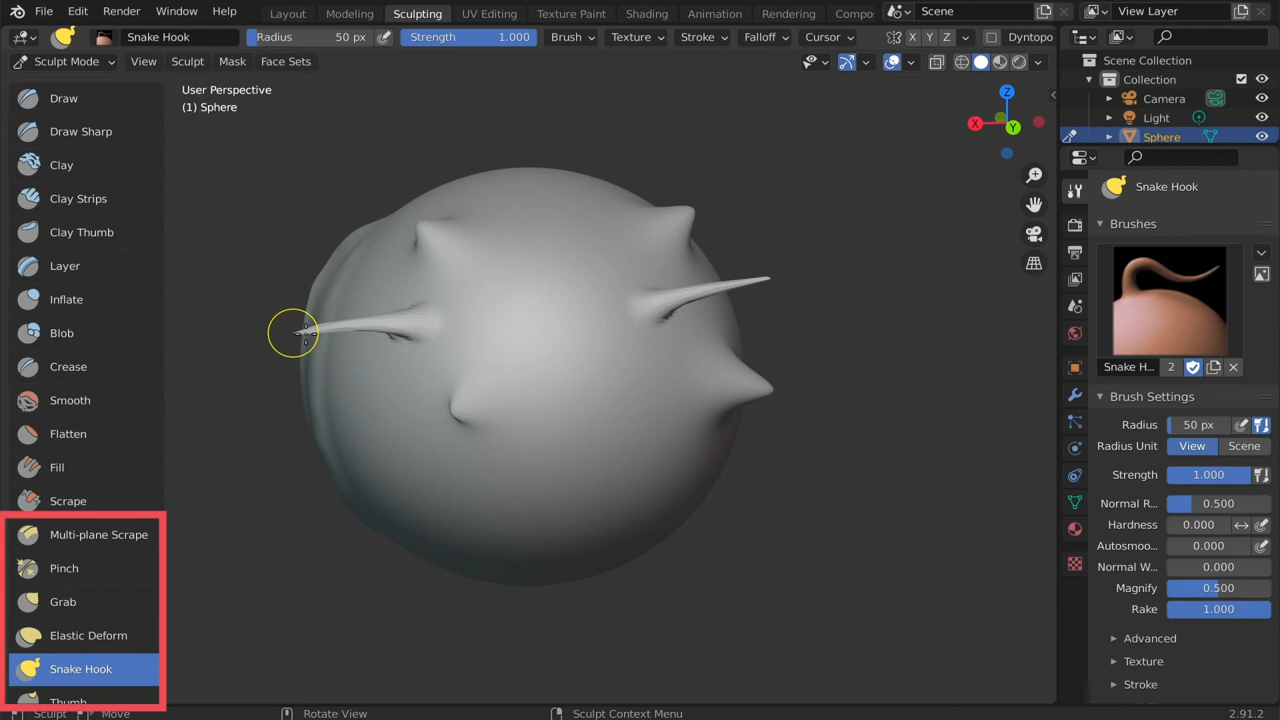 File Edit Render Window Help Layout Modeling Sculpting UV Editing Texture Paint Shading Animation Rendering Compo Scene View Layer
Snake Hook Radius 50 px Strength 1.000 Brush Texture Stroke Falloff Cursor X Y Z Dyntopo
Sculpt Mode View Sculpt Mask Face Sets
User Perspective
(1) Sphere
Draw
Draw Sharp
Clay
Clay Strips
Clay Thumb
Layer
Inflate
Blob
Crease
Smooth
Flatten
Fill
Scrape
Multi-plane Scrape
Pinch
Grab
Elastic Deform
Snake Hook
Thumb
Z
X
Y
Scene Collection
Collection
Camera
Light
Sphere
Snake Hook
Brushes
Snake H... 2
Brush Settings
Radius 50 px
Radius Unit View Scene
Strength 1.000
Normal R... 0.500
Hardness 0.000
Autosmoo... 0.000
Normal W... 0.000
Magnify 0.500
Rake 1.000
Advanced
Texture
Stroke
Sculpt Move Rotate View Sculpt Context Menu 2.91.2